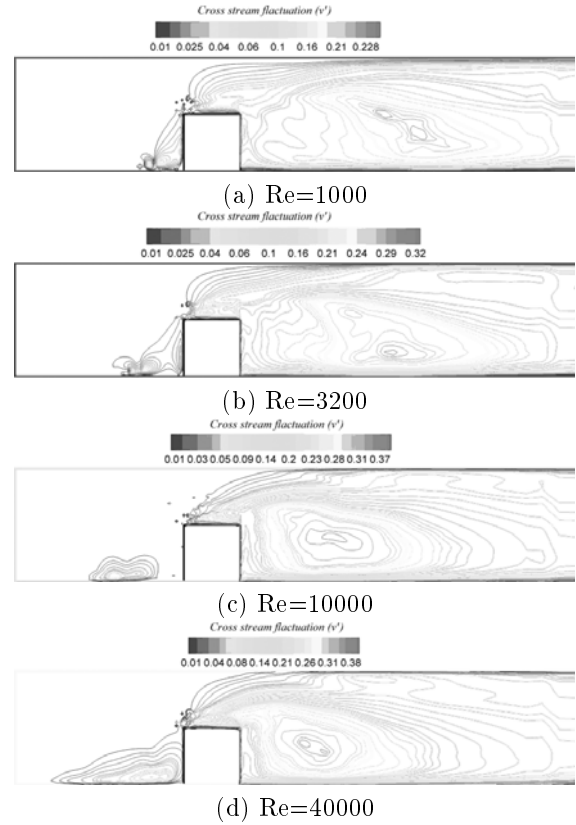 Cross stream flactuation (v')
0.01 0.025 0.04 0.06 0.1 0.16 0.21 0.228
(a) Re=1000
Cross stream flactuation (v')
0.01 0.025 0.04 0.06 0.1 0.16 0.21 0.24 0.29 0.32
(b) Re=3200
Cross stream flactuation (v')
0.01 0.03 0.05 0.09 0.14 0.2 0.23 0.28 0.31 0.37
(c) Re=10000
Cross stream flactuation (v')
0.01 0.04 0.08 0.14 0.21 0.26 0.31 0.38
(d) Re=40000